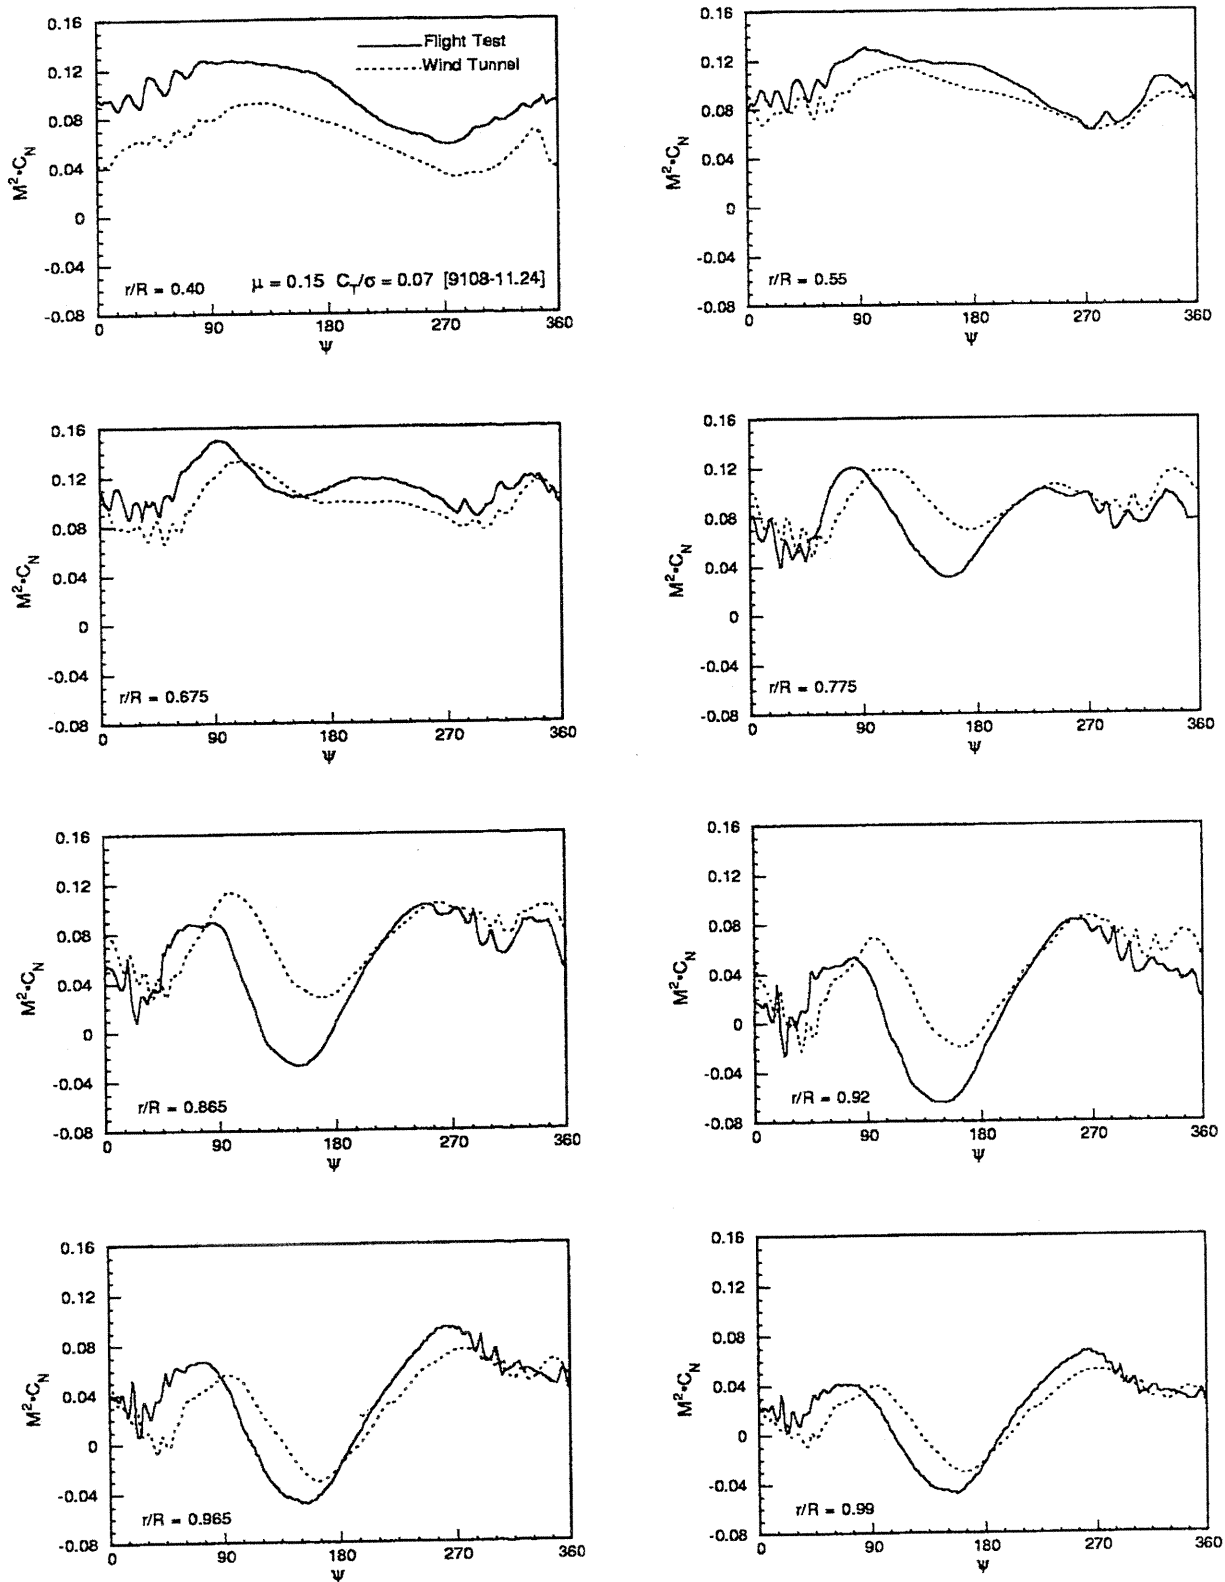 0.16
0.12
0.08
0.04
0
-0.04
-0.08
M²•C_N
Flight Test
Wind Tunnel
r/R = 0.40 μ = 0.15 C_T/σ = 0.07 [9108-11.24]
0 90 180 270 360
Ψ
0.16
0.12
0.08
0.04
0
-0.04
-0.08
M²•C_N
r/R = 0.55
0 90 180 270 360
Ψ
0.16
0.12
0.08
0.04
0
-0.04
-0.08
M²•C_N
r/R = 0.675
0 90 180 270 360
Ψ
0.16
0.12
0.08
0.04
0
-0.04
-0.08
M²•C_N
r/R = 0.775
0 90 180 270 360
Ψ
0.16
0.12
0.08
0.04
0
-0.04
-0.08
M²•C_N
r/R = 0.865
0 90 180 270 360
Ψ
0.16
0.12
0.08
0.04
0
-0.04
-0.08
M²•C_N
r/R = 0.92
0 90 180 270 360
Ψ
0.16
0.12
0.08
0.04
0
-0.04
-0.08
M²•C_N
r/R = 0.965
0 90 180 270 360
Ψ
0.16
0.12
0.08
0.04
0
-0.04
-0.08
M²•C_N
r/R = 0.99
0 90 180 270 360
Ψ